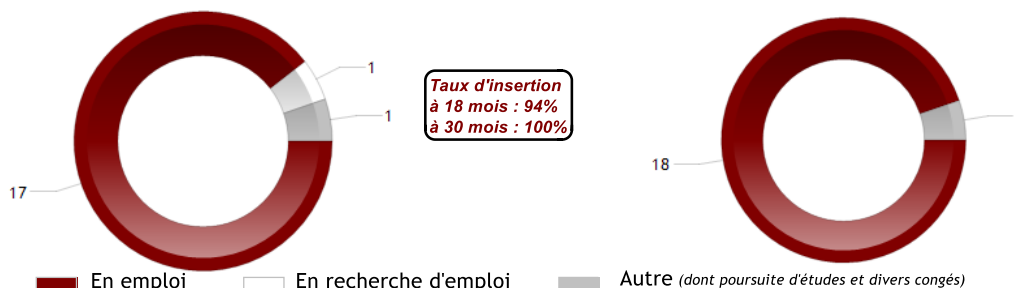 1
Taux d'insertion
à 18 mois : 94%
à 30 mois : 100%
1
17
18
En emploi
En recherche d'emploi
Autre (dont poursuite d'études et divers congés)